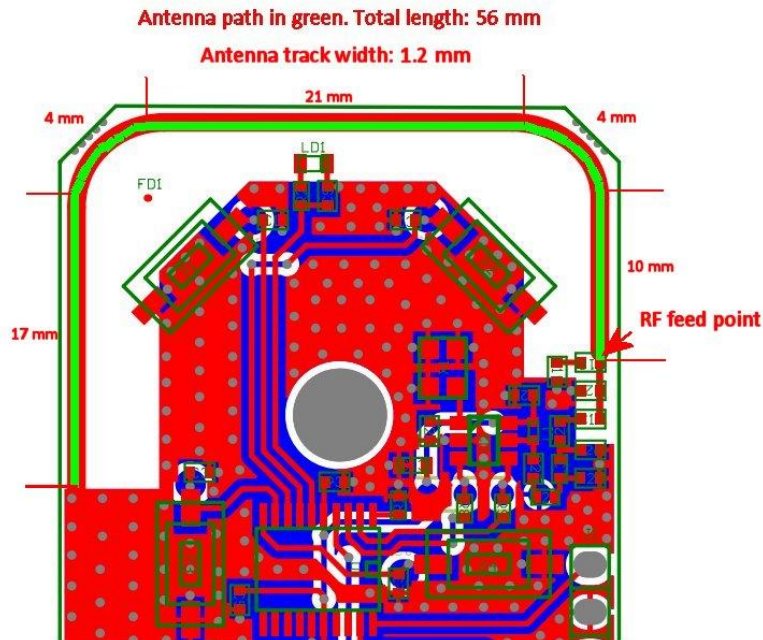 Antenna path in green. Total length: 56 mm
Antenna track width: 1.2 mm
21 mm
4 mm
4 mm
LD1
FD1
10 mm
RF feed point
17 mm